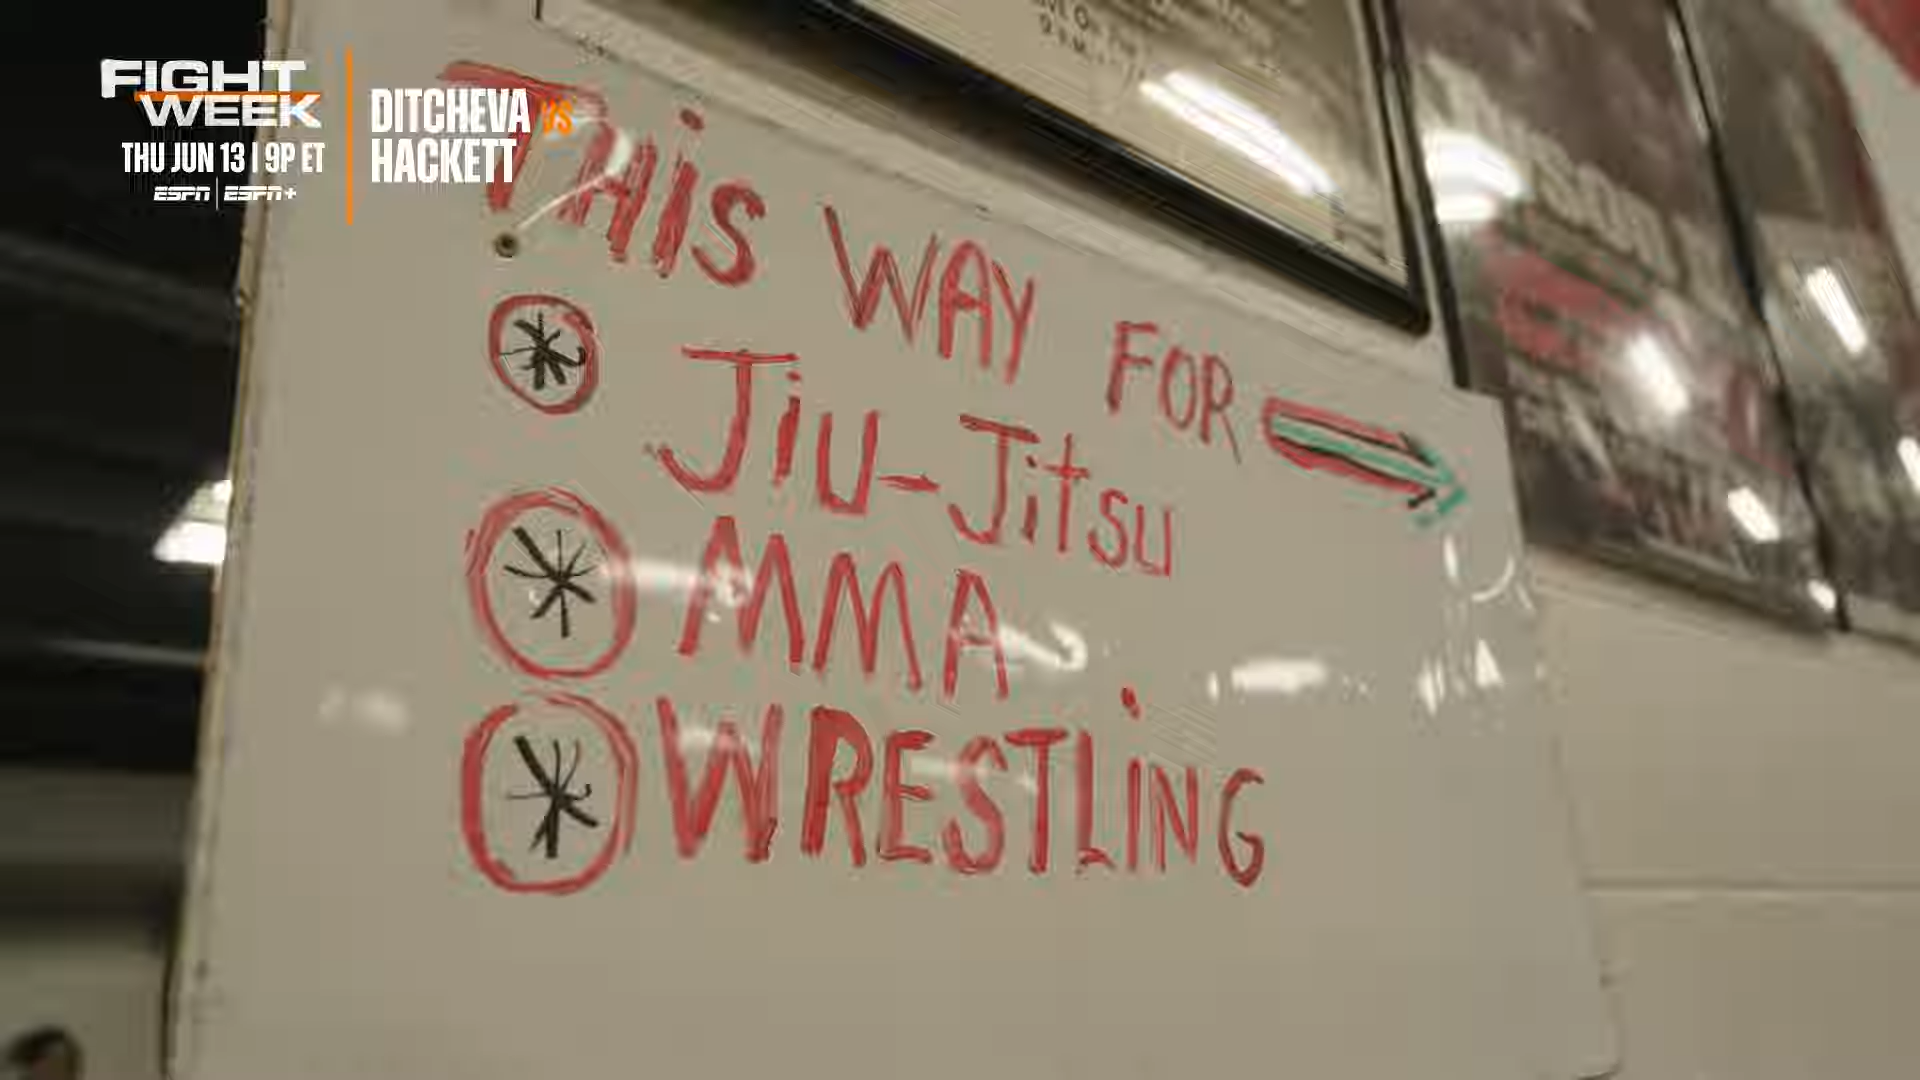 FIGHT
WEEK
THU JUN 13 | 9P ET
ESPN | ESPN+
DITCHEVA VS
HACKETT
THiS WAY FOR
JiU-Jitsu
MMA
WRESTLiNG